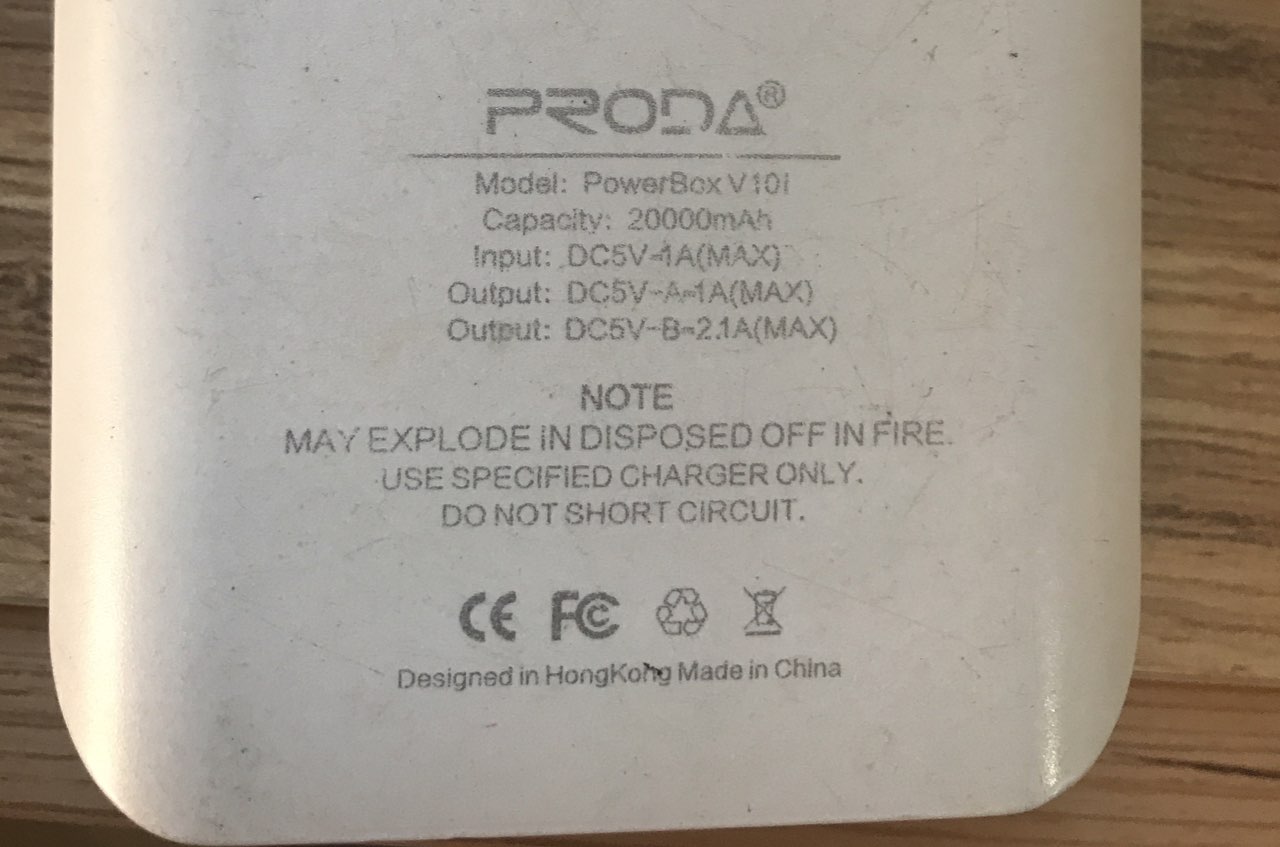 PRODA®
Model: PowerBox V10i
Capacity: 20000mAh
Input: DC5V-1A(MAX)
Output: DC5V-A-1A(MAX)
Output: DC5V-B-2.1A(MAX)
NOTE
MAY EXPLODE iN DISPOSED OFF IN FIRE.
USE SPECIFIED CHARGER ONLY.
DO NOT SHORT CIRCUIT.
CE FC
Designed in HongKong Made in China